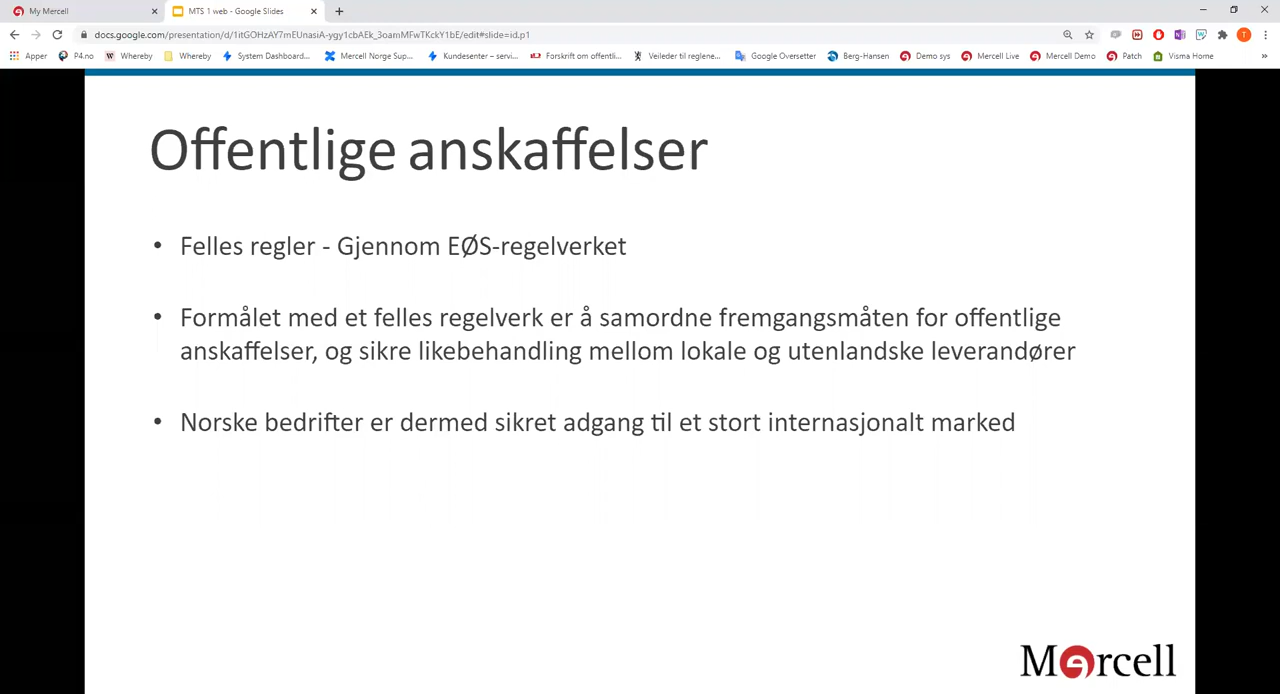 My Mercell
MTS 1 web - Google Slides
docs.google.com/presentation/d/1itGOHzAY7mEUnasiA-ygy1cbAEk_3oarnMFwTKckY1bE/edit#slide=id.p1
Apper P4.no Whereby Whereby System Dashboard... Mercell Norge Sup... Kundesenter – servi... Forskrift om offentli... Veileder til reglene... Google Oversetter Berg-Hansen Demo sys Mercell Live Mercell Demo Patch Visma Home »
Offentlige anskaffelser
• Felles regler - Gjennom EØS-regelverket
• Formålet med et felles regelverk er å samordne fremgangsmåten for offentlige
anskaffelser, og sikre likebehandling mellom lokale og utenlandske leverandører
• Norske bedrifter er dermed sikret adgang til et stort internasjonalt marked
Mercell